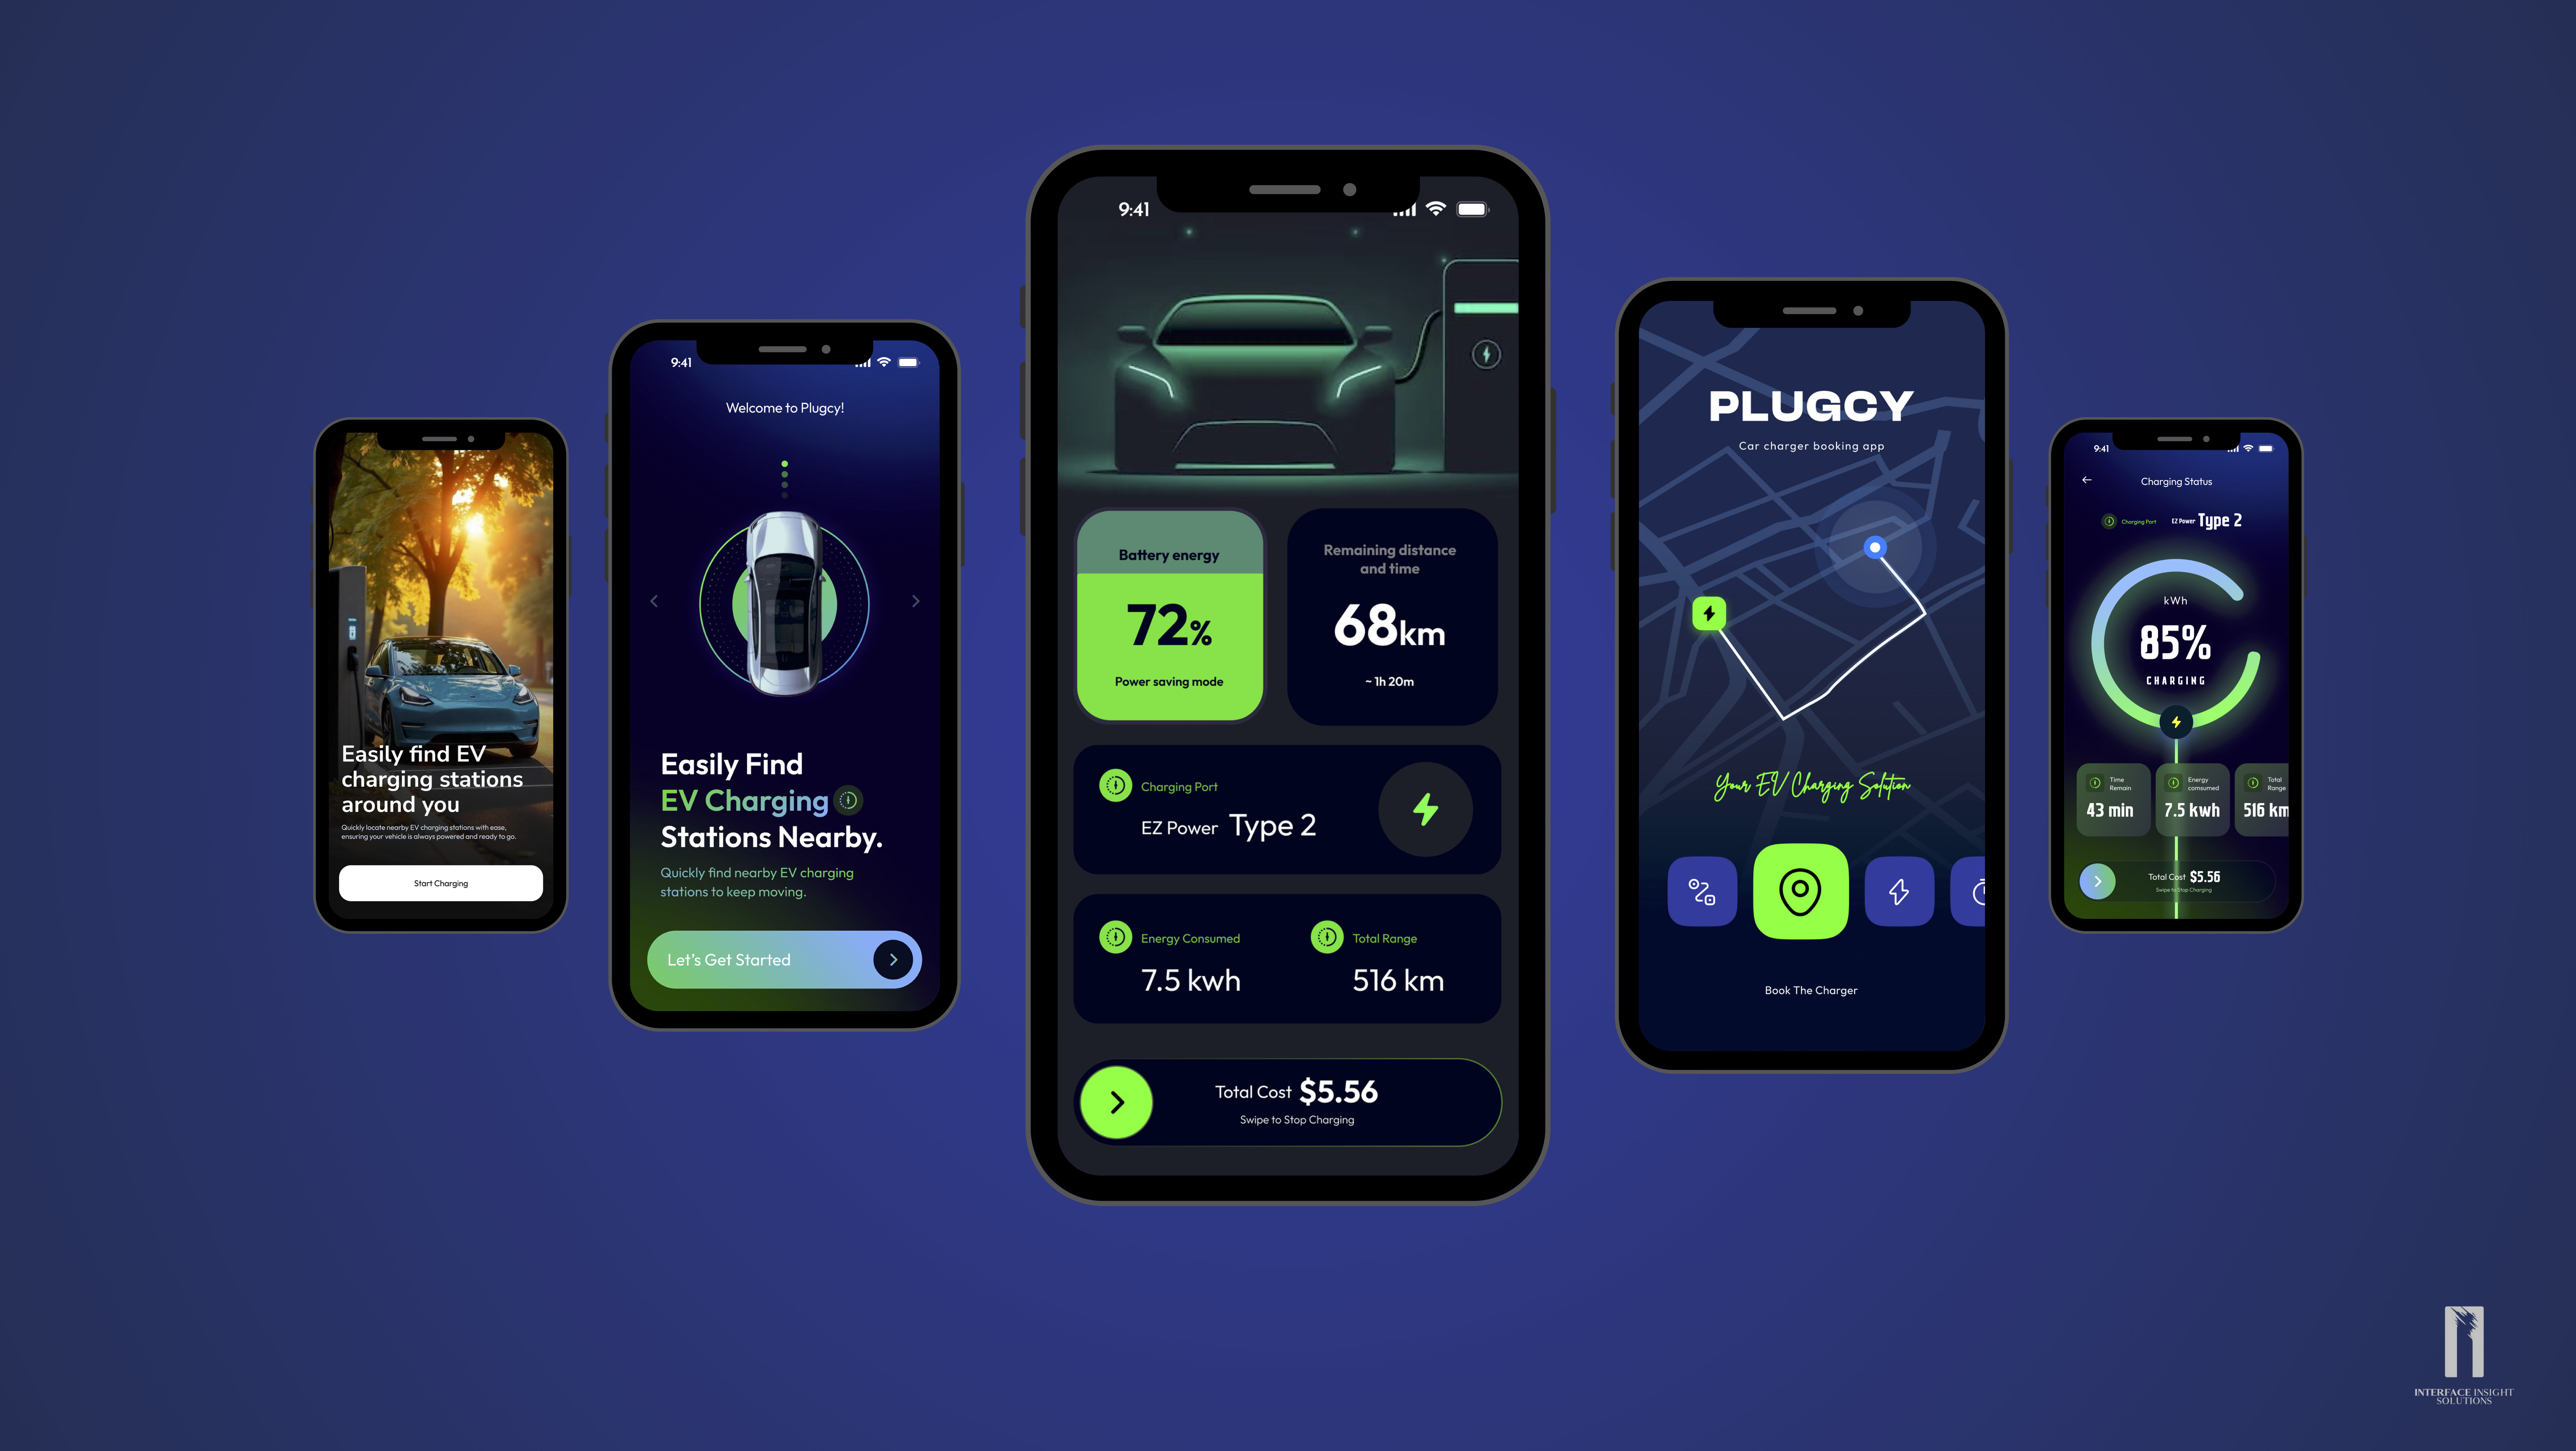 Easily find EV
charging stations
around you
Quickly locate nearby EV charging stations with ease,
ensuring your vehicle is always powered and ready to go.
Start Charging
9:41
Welcome to Plugcy!
Easily Find
EV Charging
Stations Nearby.
Quickly find nearby EV charging
stations to keep moving.
Let's Get Started
9:41
Battery energy
72%
Power saving mode
Remaining distance
and time
68km
~ 1h 20m
Charging Port
EZ Power Type 2
Energy Consumed
7.5 kwh
Total Range
516 km
Total Cost $5.56
Swipe to Stop Charging
PLUGCY
Car charger booking app
Your EV Charging Solution
Book The Charger
9:41
Charging Status
Charging Port
EZ Power Type 2
kWh
85%
CHARGING
Time
Remain
43 min
Energy
comsumed
7.5 kwh
Total
Range
516 km
Total Cost $5.56
Swipe to Stop Charging
INTERFACE INSIGHT
SOLUTIONS